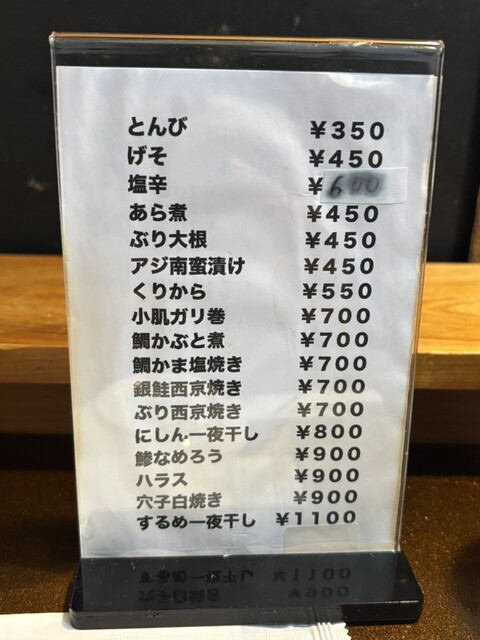 とんび ¥350
げそ ¥450
塩辛 ¥600
あら煮 ¥450
ぶり大根 ¥450
アジ南蛮漬け ¥450
くりから ¥550
小肌ガリ巻 ¥700
鯛かぶと煮 ¥700
鯛かま塩焼き ¥700
銀鮭西京焼き ¥700
ぶり西京焼き ¥700
にしん一夜干し ¥800
鯵なめろう ¥900
ハラス ¥900
穴子白焼き ¥900
するめ一夜干し ¥1100